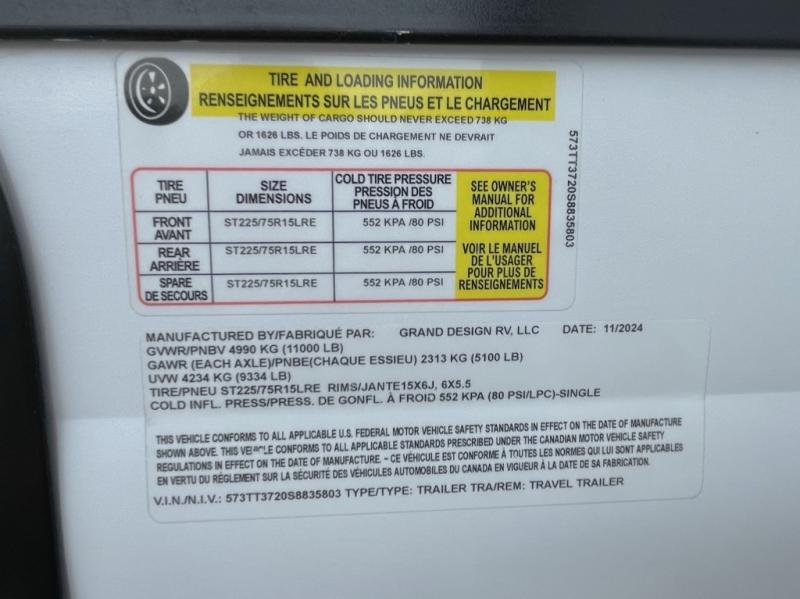 TIRE AND LOADING INFORMATION
RENSEIGNEMENTS SUR LES PNEUS ET LE CHARGEMENT
THE WEIGHT OF CARGO SHOULD NEVER EXCEED 738 KG
OR 1626 LBS. LE POIDS DE CHARGEMENT NE DEVRAIT
JAMAIS EXCÉDER 738 KG OU 1626 LBS.
TIRE PNEU SIZE DIMENSIONS COLD TIRE PRESSURE PRESSION DES PNEUS À FROID
FRONT AVANT ST225/75R15LRE 552 KPA /80 PSI
REAR ARRIÈRE ST225/75R15LRE 552 KPA /80 PSI
SPARE DE SECOURS ST225/75R15LRE 552 KPA /80 PSI
SEE OWNER'S
MANUAL FOR
ADDITIONAL
INFORMATION
VOIR LE MANUEL
DE L'USAGER
POUR PLUS DE
RENSEIGNEMENTS
573TT3720S8835803
MANUFACTURED BY/FABRIQUÉ PAR: GRAND DESIGN RV, LLC DATE: 11/2024
GVWR/PNBV 4990 KG (11000 LB)
GAWR (EACH AXLE)/PNBE(CHAQUE ESSIEU) 2313 KG (5100 LB)
UVW 4234 KG (9334 LB)
TIRE/PNEU ST225/75R15LRE RIMS/JANTE15X6J, 6X5.5
COLD INFL. PRESS/PRESS. DE GONFL. À FROID 552 KPA (80 PSI/LPC)-SINGLE
THIS VEHICLE CONFORMS TO ALL APPLICABLE U.S. FEDERAL MOTOR VEHICLE SAFETY STANDARDS IN EFFECT ON THE DATE OF MANUFACTURE
SHOWN ABOVE. THIS VEHICLE CONFORMS TO ALL APPLICABLE STANDARDS PRESCRIBED UNDER THE CANADIAN MOTOR VEHICLE SAFETY
REGULATIONS IN EFFECT ON THE DATE OF MANUFACTURE. - CE VÉHICULE EST CONFORME À TOUTES LES NORMES QUI LUI SONT APPLICABLES
EN VERTU DU RÈGLEMENT SUR LA SÉCURITÉ DES VÉHICULES AUTOMOBILES DU CANADA EN VIGUEUR À LA DATE DE SA FABRICATION.
V.I.N./N.I.V.: 573TT3720S8835803 TYPE/TYPE: TRAILER TRA/REM: TRAVEL TRAILER